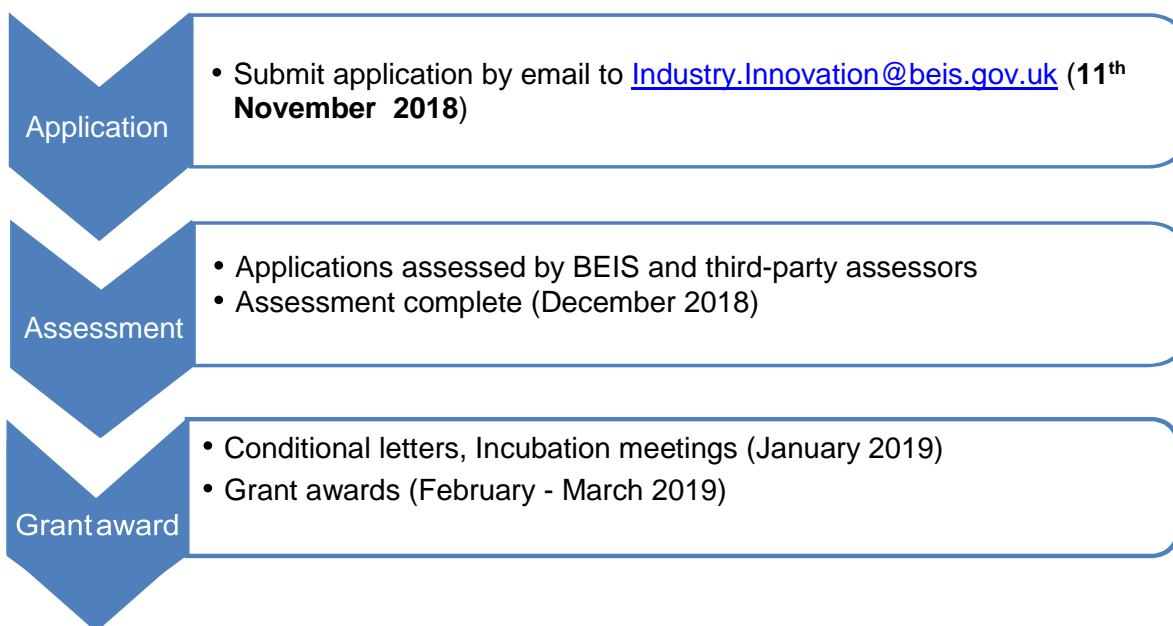 Application
• Submit application by email to Industry.Innovation@beis.gov.uk (11th
November 2018)
Assessment
• Applications assessed by BEIS and third-party assessors
• Assessment complete (December 2018)
Grant award
• Conditional letters, Incubation meetings (January 2019)
• Grant awards (February - March 2019)